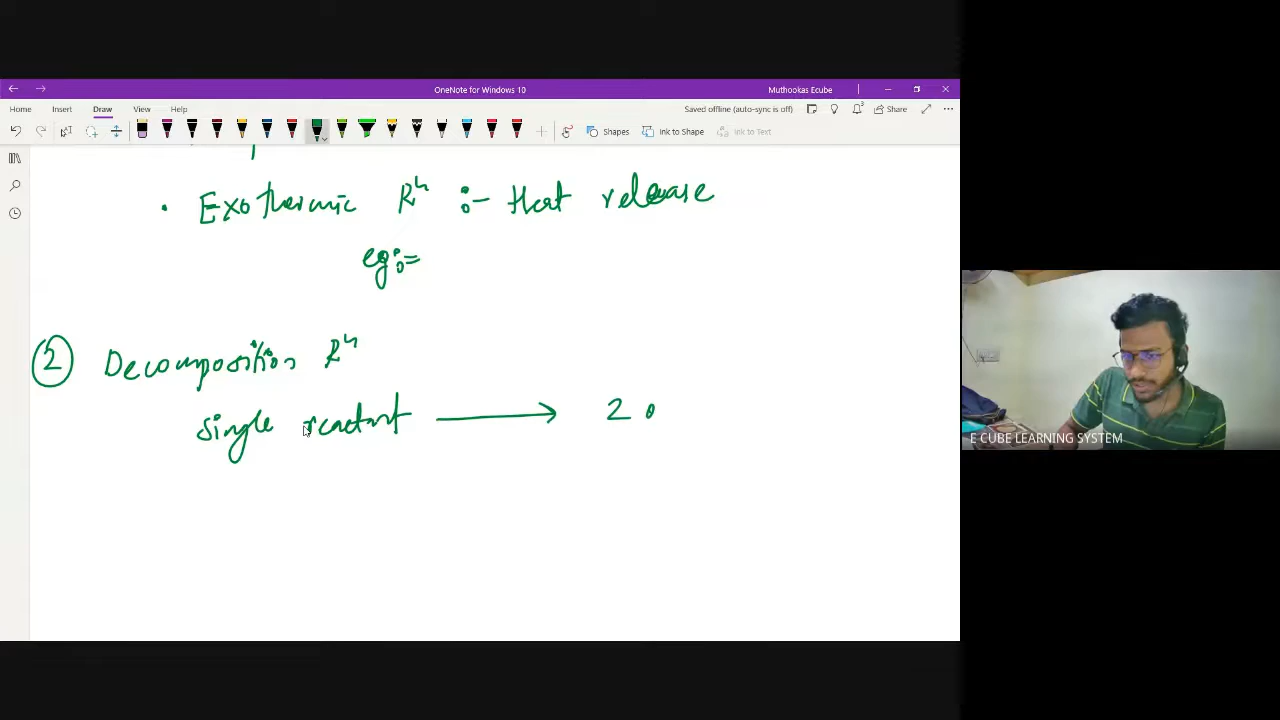 OneNote for Windows 10
Muthookas Ecube
Home Insert Draw View Help
Saved offline (auto-sync is off)
Share
Shapes
Ink to Shape
Ink to Text
• Exothermic Rⁿ :- Heat release
eg:=
2 Decomposition Rⁿ
single reactant → 2 o
E CUBE LEARNING SYSTEM